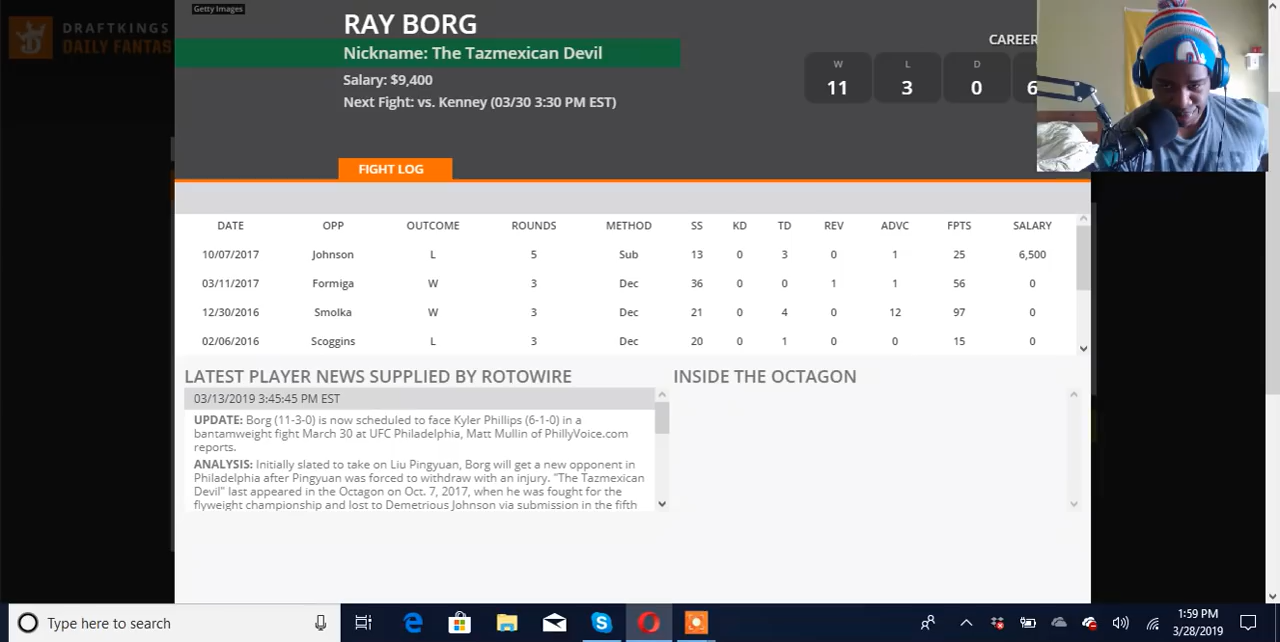 Getty Images
DRAFTKINGS
DAILY FANTAS
RAY BORG
Nickname: The Tazmexican Devil
Salary: $9,400
Next Fight: vs. Kenney (03/30 3:30 PM EST)
CAREER
W L D
11 3 0 6
FIGHT LOG
DATE OPP OUTCOME ROUNDS METHOD SS KD TD REV ADVC FPTS SALARY
10/07/2017 Johnson L 5 Sub 13 0 3 0 1 25 6,500
03/11/2017 Formiga W 3 Dec 36 0 0 1 1 56 0
12/30/2016 Smolka W 3 Dec 21 0 4 0 12 97 0
02/06/2016 Scoggins L 3 Dec 20 0 1 0 0 15 0
LATEST PLAYER NEWS SUPPLIED BY ROTOWIRE
03/13/2019 3:45:45 PM EST
UPDATE: Borg (11-3-0) is now scheduled to face Kyler Phillips (6-1-0) in a
bantamweight fight March 30 at UFC Philadelphia, Matt Mullin of PhillyVoice.com
reports.
ANALYSIS: Initially slated to take on Liu Pingyuan, Borg will get a new opponent in
Philadelphia after Pingyuan was forced to withdraw with an injury. "The Tazmexican
Devil" last appeared in the Octagon on Oct. 7, 2017, when he was fought for the
flyweight championship and lost to Demetrious Johnson via submission in the fifth
INSIDE THE OCTAGON
Type here to search
1:59 PM
3/28/2019